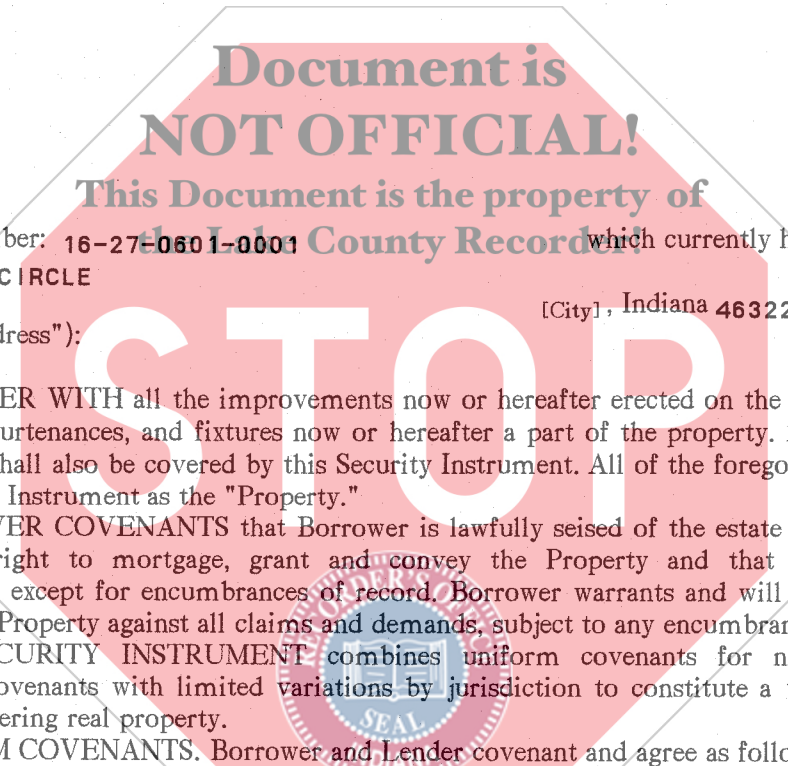 Document is
NOT OFFICIAL!
This Document is the property of
the Lake County Recorder!
ber: 16-27-0601-0001 which currently h
CIRCLE
[City], Indiana 46322
dress"):
STOP
ER WITH all the improvements now or hereafter erected on the
urtenances, and fixtures now or hereafter a part of the property.
hall also be covered by this Security Instrument. All of the forego
Instrument as the "Property."
VER COVENANTS that Borrower is lawfully seised of the estate
right to mortgage, grant and convey the Property and that
except for encumbrances of record. Borrower warrants and will
Property against all claims and demands, subject to any encumbran
CURITY INSTRUMENT combines uniform covenants for n
ovenants with limited variations by jurisdiction to constitute a
ering real property.
M COVENANTS. Borrower and Lender covenant and agree as follo
RECORDER'S OFFICE
SEAL